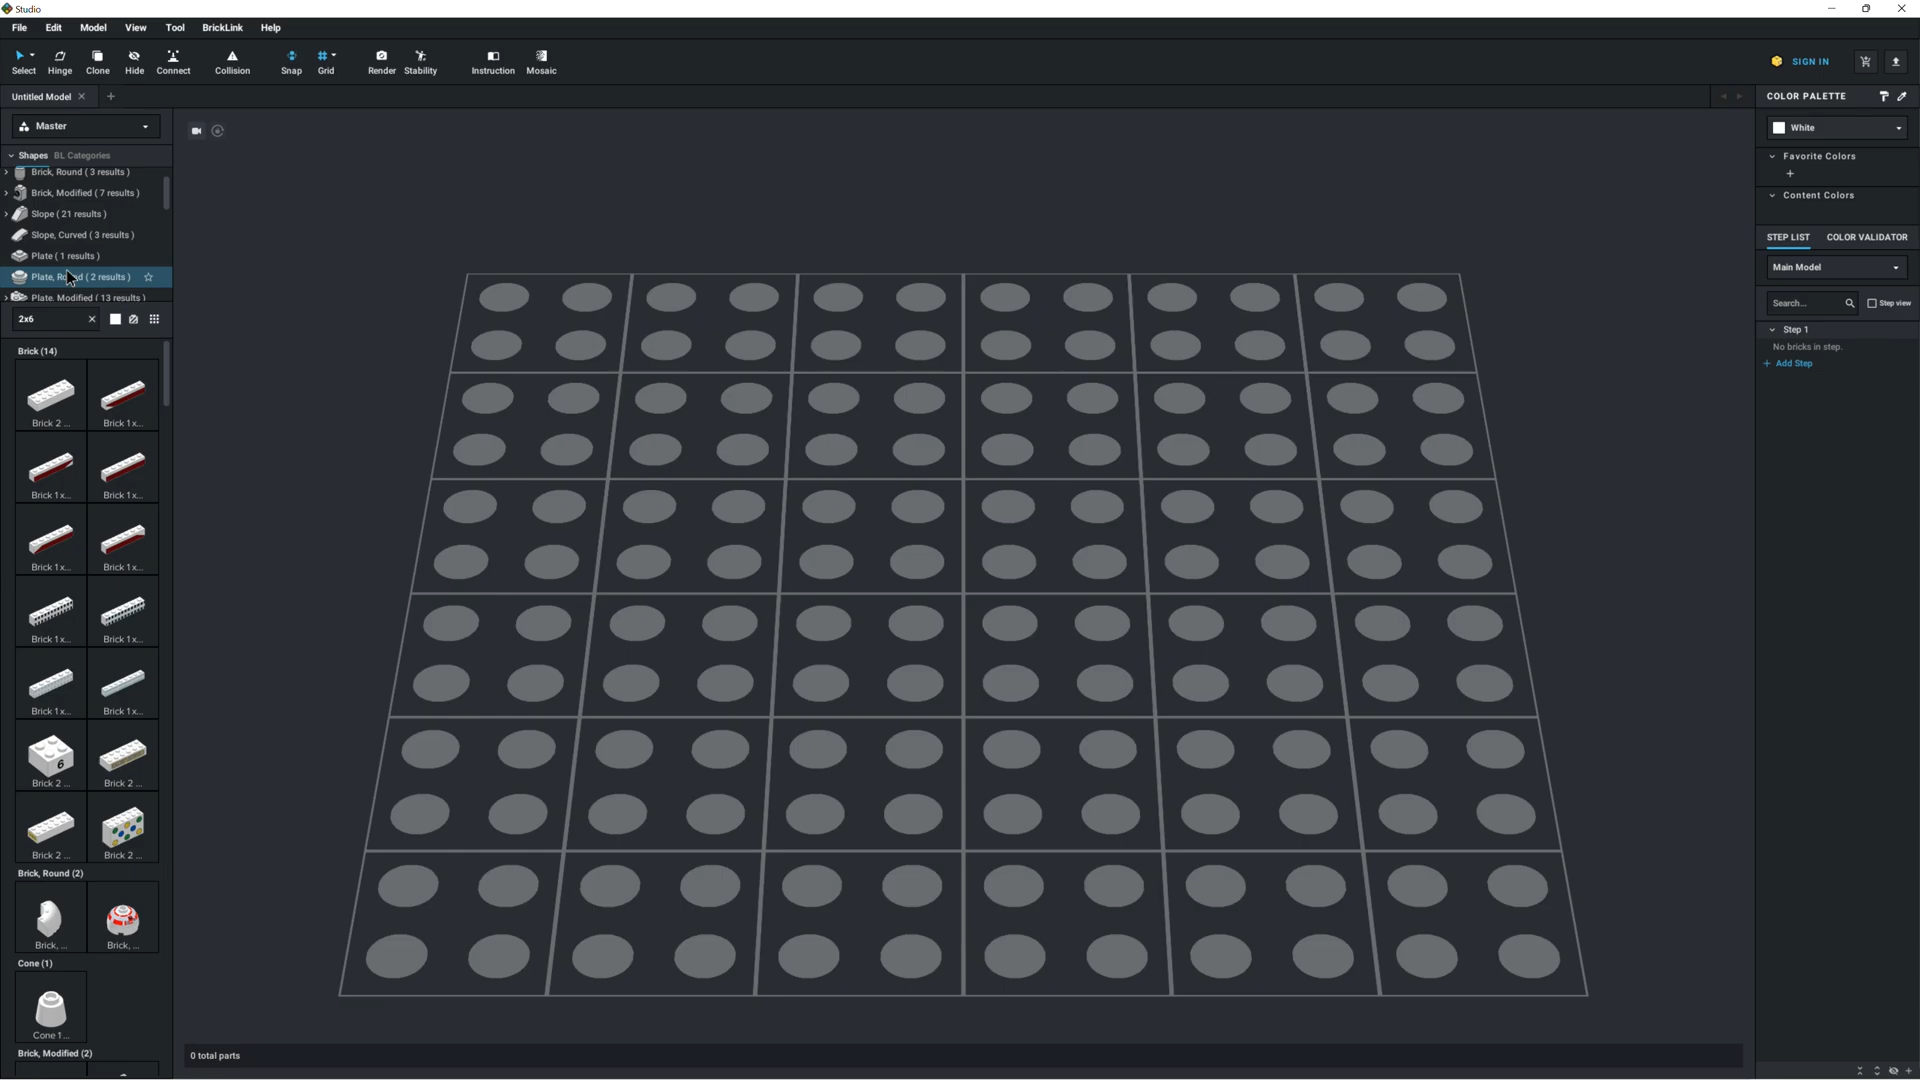 Studio
File Edit Model View Tool BrickLink Help
Select Hinge Clone Hide Connect Collision Snap Grid Render Stability Instruction Mosaic
SIGN IN
Untitled Model
Master
Shapes BL Categories
Brick, Round ( 3 results )
Brick, Modified ( 7 results )
Slope ( 21 results )
Slope, Curved ( 3 results )
Plate ( 1 results )
Plate, ( 2 results )
Plate, Modified ( 13 results )
2x6
Brick (14)
Brick 2 ... Brick 1x...
Brick 1x... Brick 1x...
Brick 1x... Brick 1x...
Brick 1x... Brick 1x...
Brick 1x... Brick 1x...
6
Brick 2 ... Brick 2 ...
Brick 2 ... Brick 2 ...
Brick, Round (2)
Brick, ... Brick, ...
Cone (1)
Cone 1 ...
Brick, Modified (2)
0 total parts
COLOR PALETTE
White
Favorite Colors
+
Content Colors
STEP LIST COLOR VALIDATOR
Main Model
Search... Step view
Step 1
No bricks in step.
+ Add Step